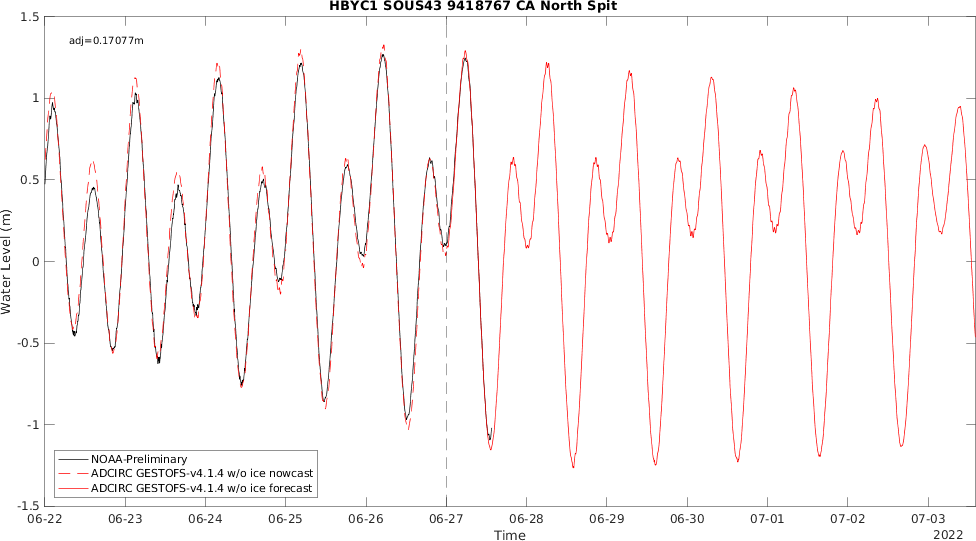 HBYC1 SOUS43 9418767 CA North Spit
adj=0.17077m
1.5
1
0.5
0
-0.5
-1
-1.5
Water Level (m)
NOAA-Preliminary
ADCIRC GESTOFS-v4.1.4 w/o ice nowcast
ADCIRC GESTOFS-v4.1.4 w/o ice forecast
06-22 06-23 06-24 06-25 06-26 06-27 06-28 06-29 06-30 07-01 07-02 07-03
Time
2022